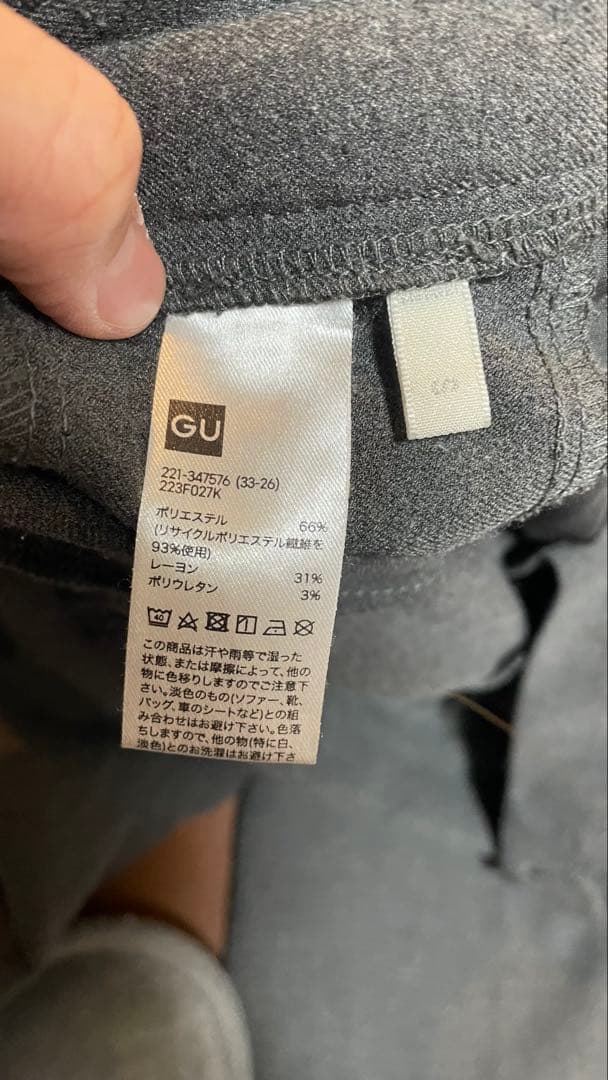 GU
221-347576 (33-26)
223F027K
ポリエステル 66%
(リサイクルポリエステル繊維を
93%使用)
レーヨン 31%
ポリウレタン 3%
40
この商品は汗や雨等で湿った
状態、または摩擦によって、他の
物に色移りしますのでご注意下
さい。淡色のもの(ソファー、靴、
バッグ、車のシートなど)との組
み合わせはお避け下さい。色落
ちしますので、他の物(特に白、
淡色)とのお洗濯はお避け下さ